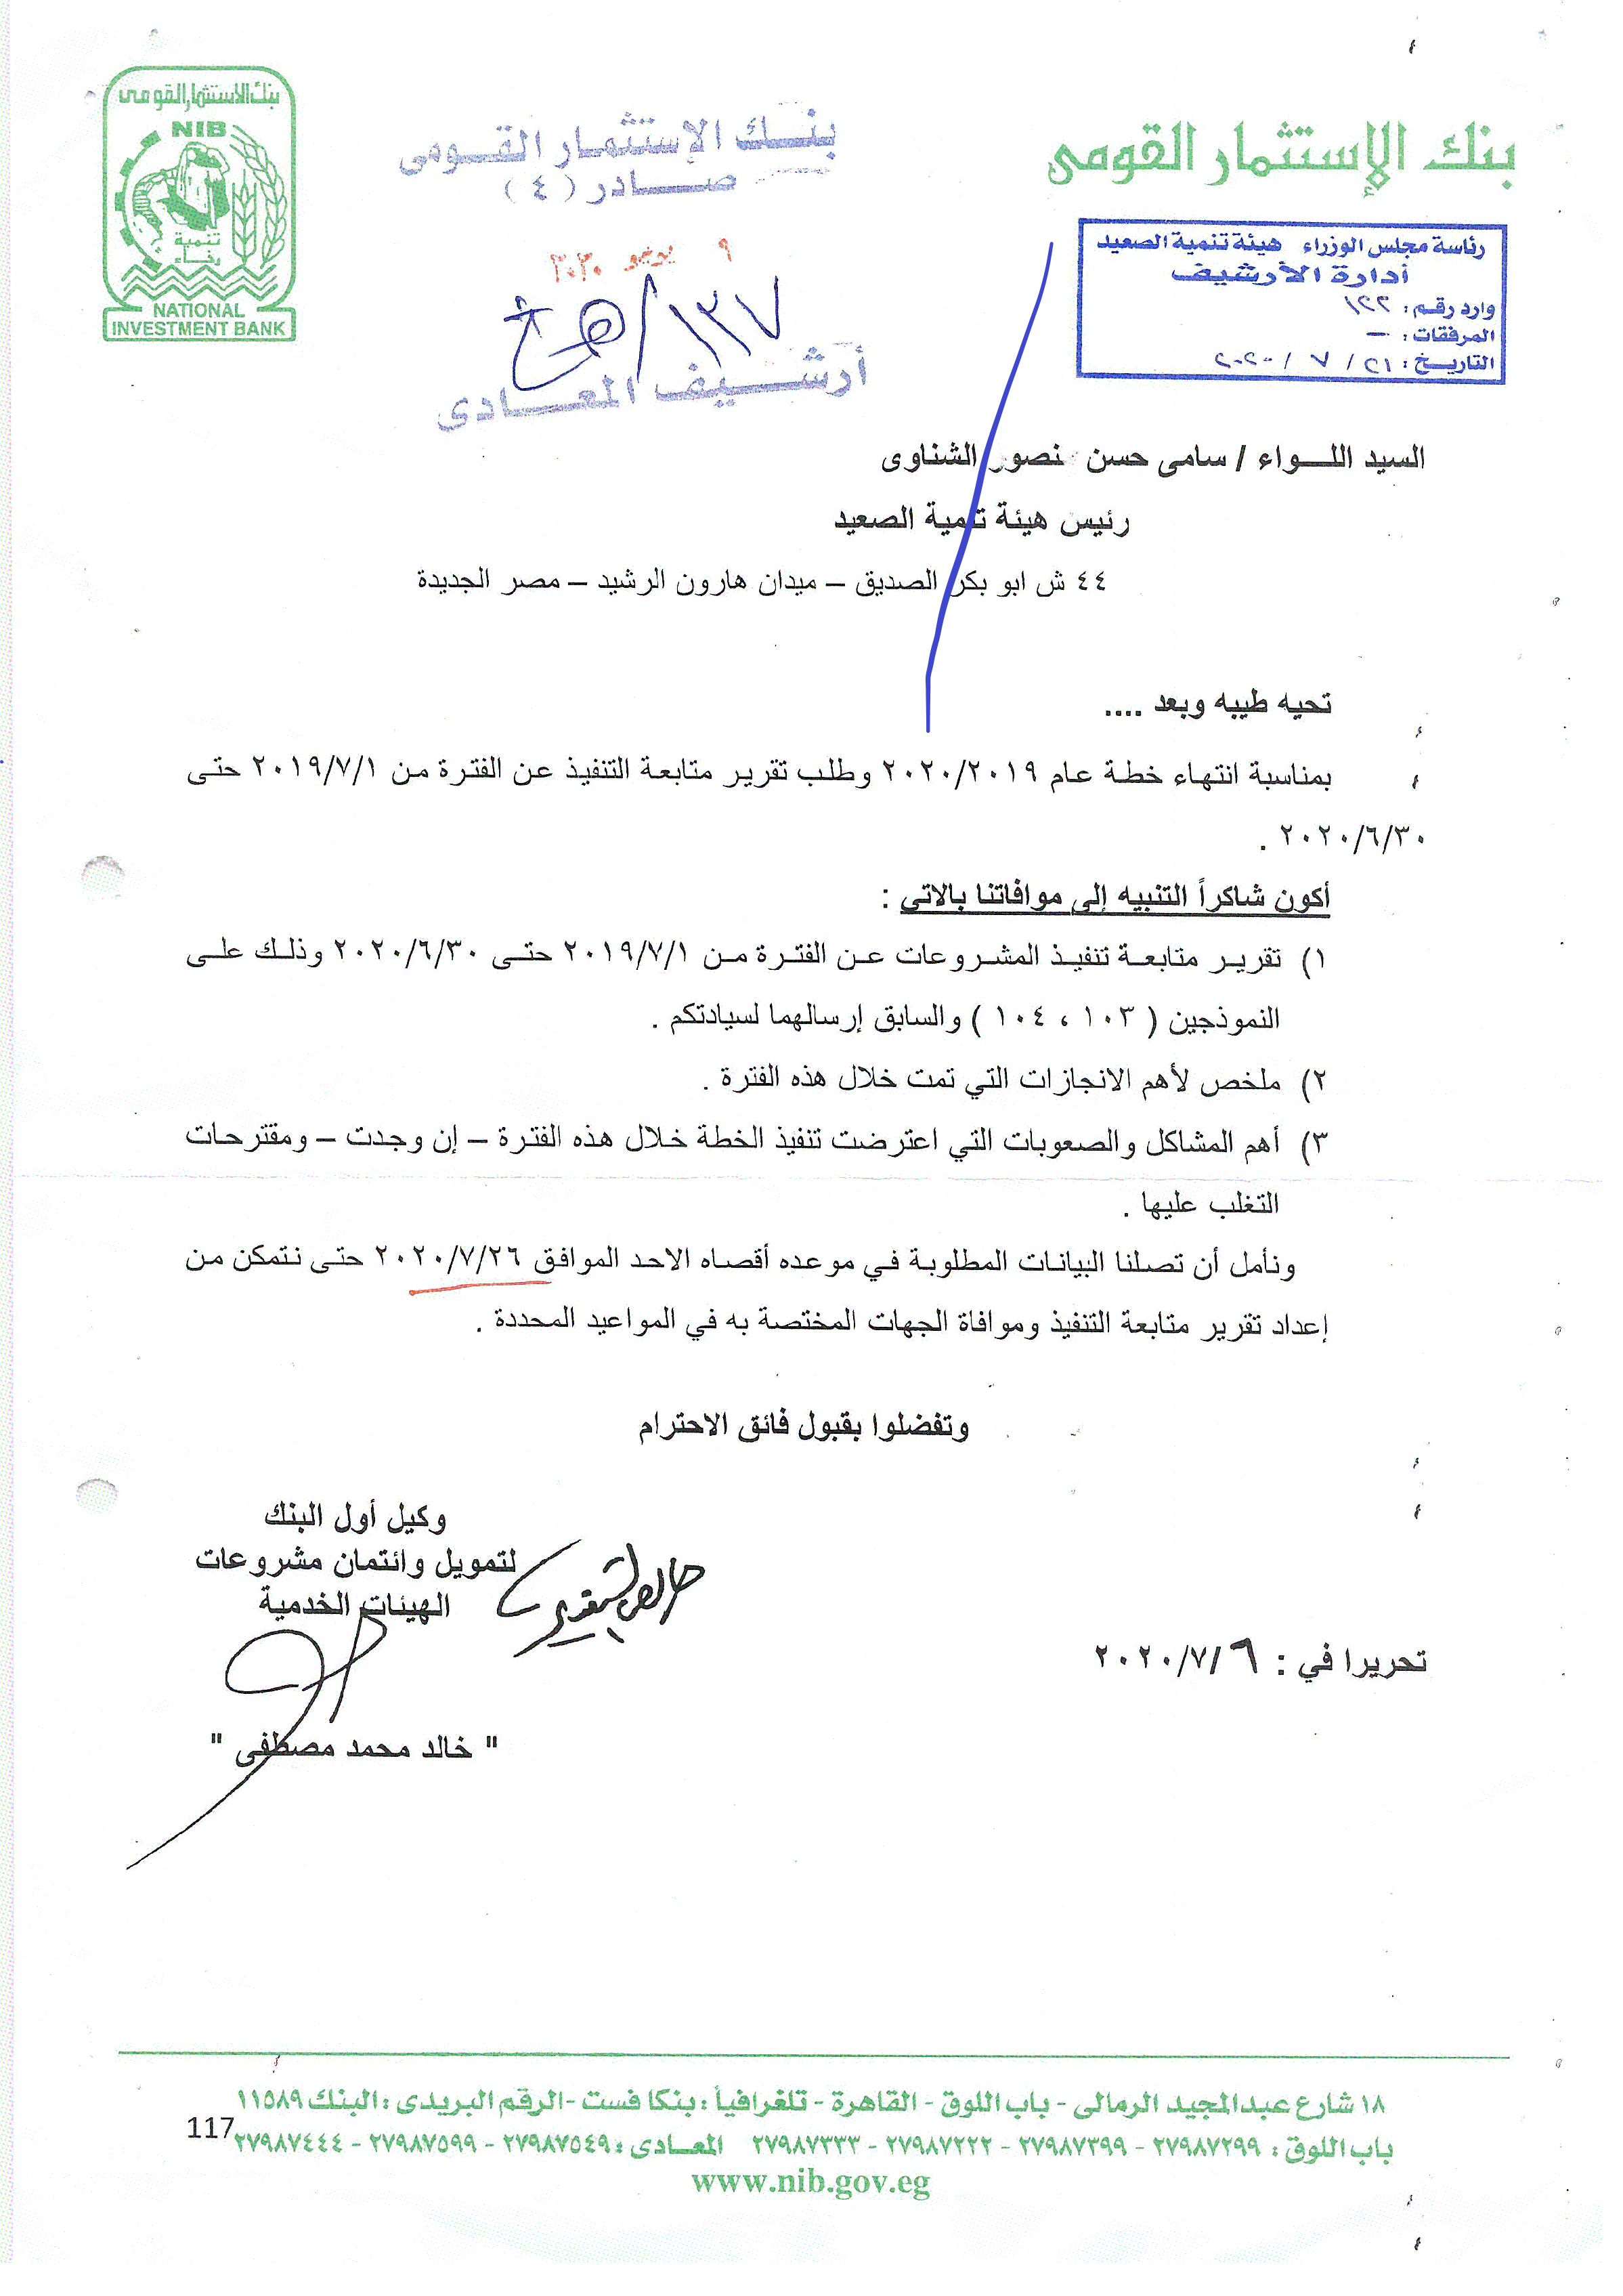 بنك الاستثمار القومى
NIB
تنمية
رخاء
NATIONAL
INVESTMENT BANK
بنك الإستثمار القومى
صادر ( ٤ )
٩ يونيو ٢٠٢٠
١٢٧
أرشيف المعادى
بنك الإستثمار القومى
رئاسة مجلس الوزراء هيئة تنمية الصعيد
أدارة الأرشيف
وارد رقم : ١٢٢
المرفقات : —
التاريخ : ٢١ / ٧ / ٢٠٢٠
السيد اللـــواء / سامى حسن نصور الشناوى
رئيس هيئة تنمية الصعيد
٤٤ ش ابو بكر الصديق – ميدان هارون الرشيد – مصر الجديدة
تحيه طيبه وبعد ....
بمناسبة انتهاء خطة عام ٢٠٢٠/٢٠١٩ وطلب تقرير متابعة التنفيذ عن الفترة من ٢٠١٩/٧/١ حتى
٢٠٢٠/٦/٣٠ .
أكون شاكراً التنبيه إلى موافاتنا بالاتى :
١) تقرير متابعة تنفيذ المشروعات عن الفترة من ٢٠١٩/٧/١ حتى ٢٠٢٠/٦/٣٠ وذلك على
النموذجين ( ١٠٣ ، ١٠٤ ) والسابق إرسالهما لسيادتكم .
٢) ملخص لأهم الانجازات التي تمت خلال هذه الفترة .
٣) أهم المشاكل والصعوبات التي اعترضت تنفيذ الخطة خلال هذه الفترة – إن وجدت – ومقترحات
التغلب عليها .
ونأمل أن تصلنا البيانات المطلوبة في موعده أقصاه الاحد الموافق ٢٠٢٠/٧/٢٦ حتى نتمكن من
إعداد تقرير متابعة التنفيذ وموافاة الجهات المختصة به في المواعيد المحددة .
وتفضلوا بقبول فائق الاحترام
وكيل أول البنك
لتمويل وائتمان مشروعات
الهيئات الخدمية
" خالد محمد مصطفى "
تحريرا في : ٢٠٢٠/٧/٦
١٨ شارع عبدالمجيد الرمالى - باب اللوق - القاهرة - تلغرافياً : بنكا فست - الرقم البريدى : البنك ١١٥٨٩
باب اللوق : ٢٧٩٨٧٢٩٩ - ٢٧٩٨٧٣٩٩ - ٢٧٩٨٧٢٢٢ - ٢٧٩٨٧٣٣٣ المعادى : ٢٧٩٨٧٥٤٩ - ٢٧٩٨٧٥٩٩ - ٢٧٩٨٧٤٤٤
117
www.nib.gov.eg